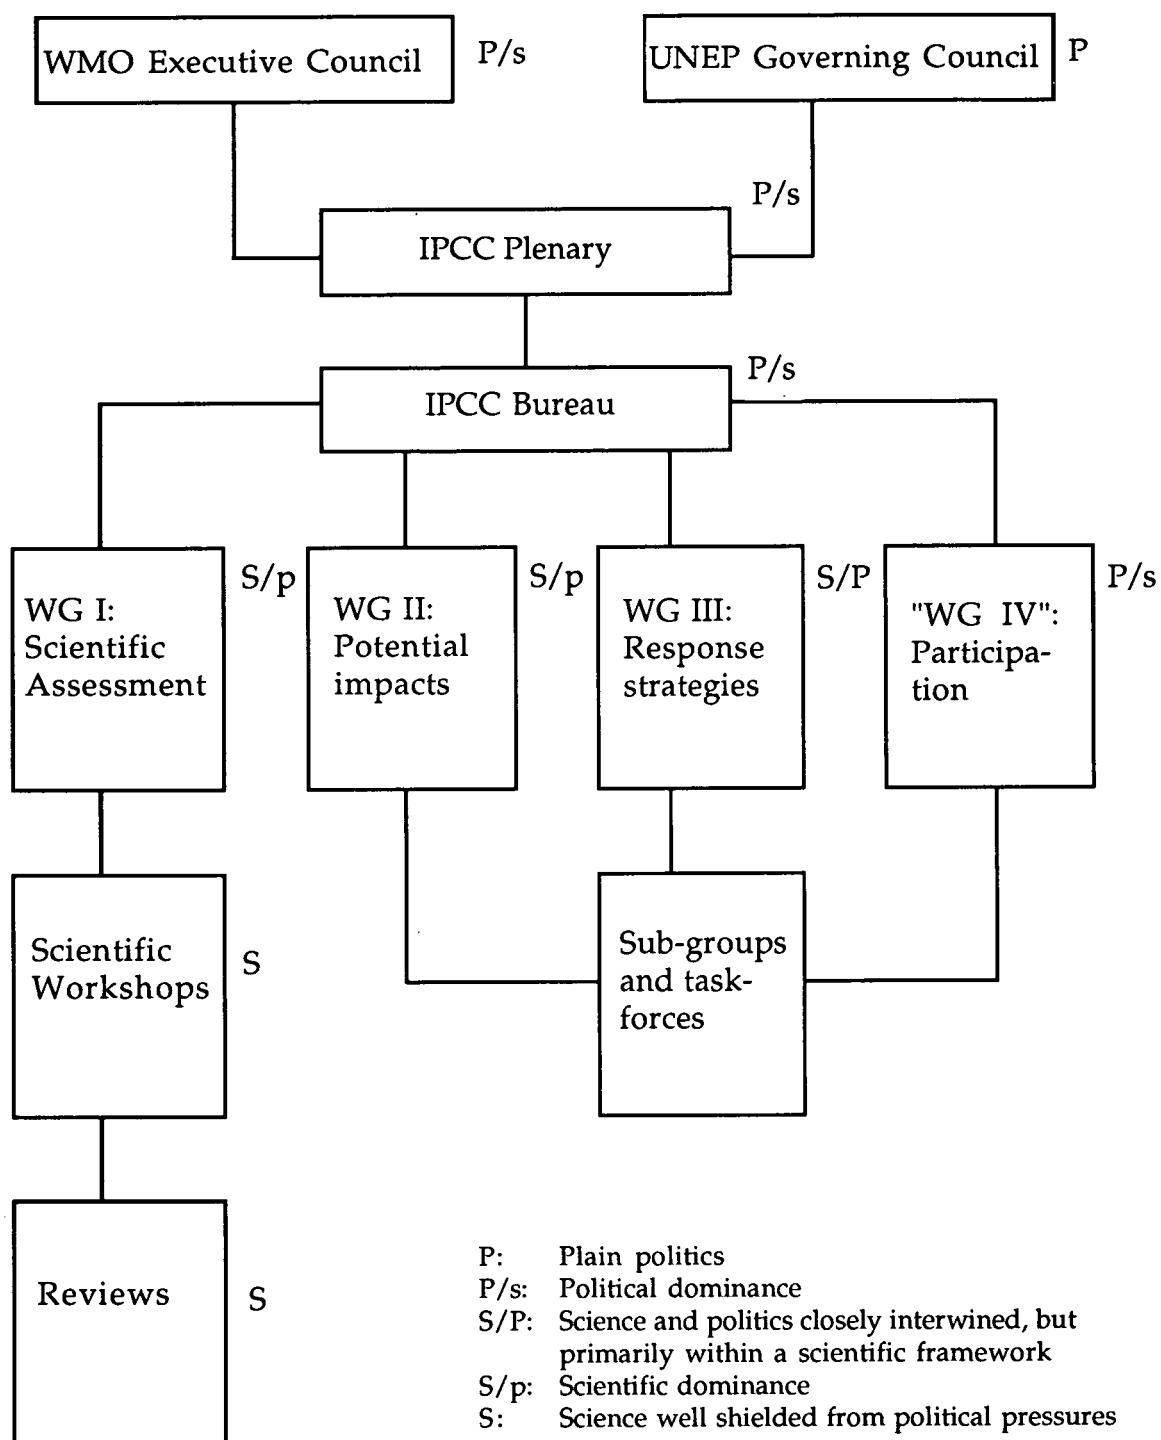 WMO Executive Council
P/s
UNEP Governing Council
P
P/s
IPCC Plenary
P/s
IPCC Bureau
WG I:
Scientific
Assessment
S/p
WG II:
Potential
impacts
S/p
WG III:
Response
strategies
S/P
"WG IV":
Participa-
tion
P/s
Scientific
Workshops
S
Sub-groups
and task-
forces
Reviews
S
P: Plain politics
P/s: Political dominance
S/P: Science and politics closely interwined, but
primarily within a scientific framework
S/p: Scientific dominance
S: Science well shielded from political pressures